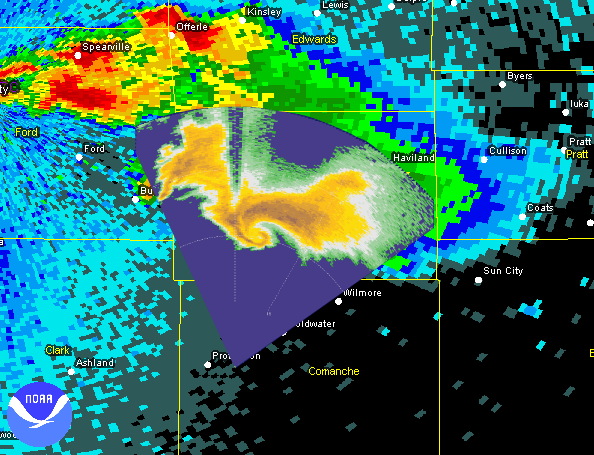 Kinsley
Lewis
Offerle
Edwards
Spearville
Byers
Iuka
Ford
Ford
Haviland
Cullison
Pratt
Pratt
Coats
Sun City
Wilmore
Clark
Ashland
Comanche
NOAA